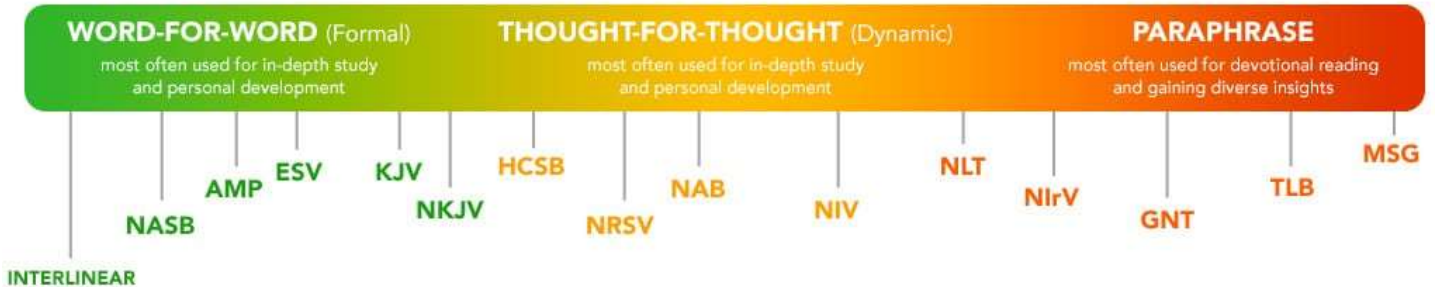 WORD-FOR-WORD (Formal)
most often used for in-depth study
and personal development
THOUGHT-FOR-THOUGHT (Dynamic)
most often used for in-depth study
and personal development
PARAPHRASE
most often used for devotional reading
and gaining diverse insights
INTERLINEAR
NASB
AMP
ESV
KJV
NKJV
HCSB
NRSV
NAB
NIV
NLT
NIrV
GNT
TLB
MSG